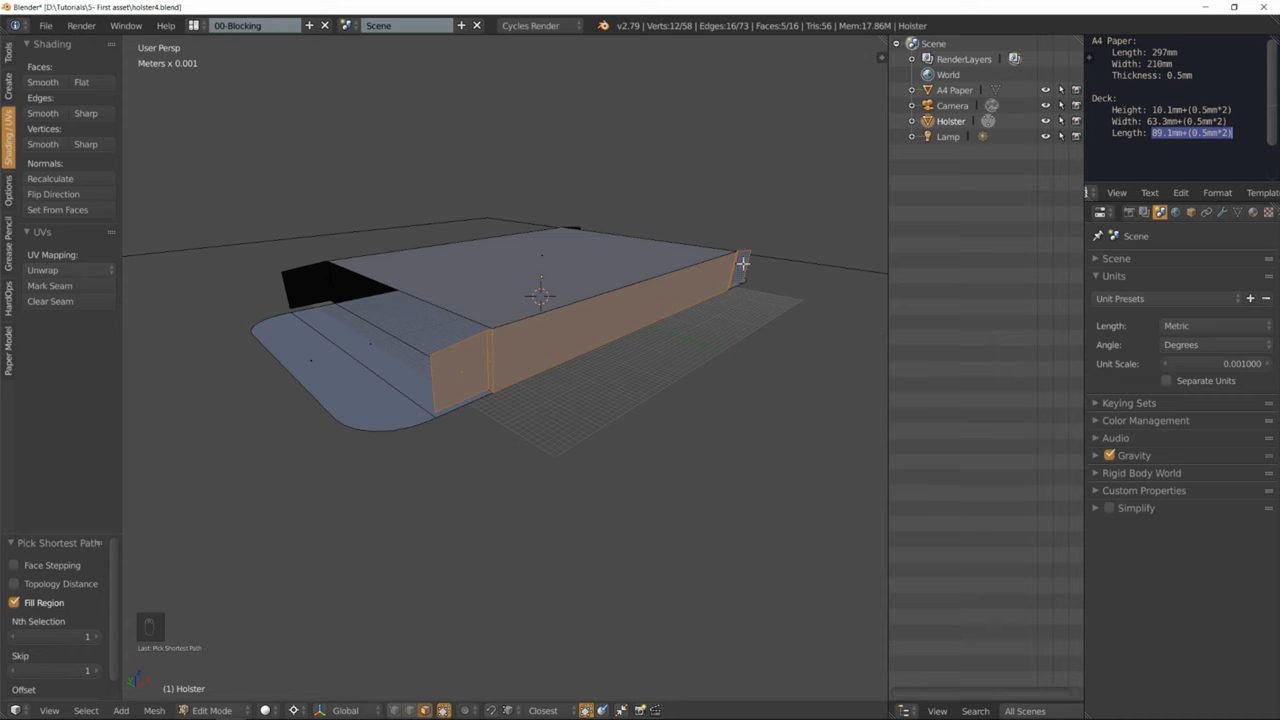 Blender* [D:\Tutorials\5- First asset\holster4.blend]
File Render Window Help 00-Blocking Scene Cycles Render v2.79 | Verts:12/58 | Edges:16/73 | Faces:5/16 | Tris:56 | Mem:17.86M | Holster
Tools
Create
Shading / UVs
Options
Grease Pencil
HardOps
Paper Model
Shading
Faces:
Smooth Flat
Edges:
Smooth Sharp
Vertices:
Smooth Sharp
Normals:
Recalculate
Flip Direction
Set From Faces
UVs
UV Mapping:
Unwrap
Mark Seam
Clear Seam
Pick Shortest Path
Face Stepping
Topology Distance
Fill Region
Nth Selection
1
Skip
1
Offset
User Persp
Meters x 0.001
Last: Pick Shortest Path
(1) Holster
View Select Add Mesh Edit Mode Global Closest
Scene
RenderLayers
World
A4 Paper
Camera
Holster
Lamp
View Search All Scenes
A4 Paper:
Length: 297mm
Width: 210mm
Thickness: 0.5mm
Deck:
Height: 10.1mm+(0.5mm*2)
Width: 63.3mm+(0.5mm*2)
Length: 89.1mm+(0.5mm*2)
View Text Edit Format Templat
Scene
Scene
Units
Unit Presets
Length: Metric
Angle: Degrees
Unit Scale: 0.001000
Separate Units
Keying Sets
Color Management
Audio
Gravity
Rigid Body World
Custom Properties
Simplify